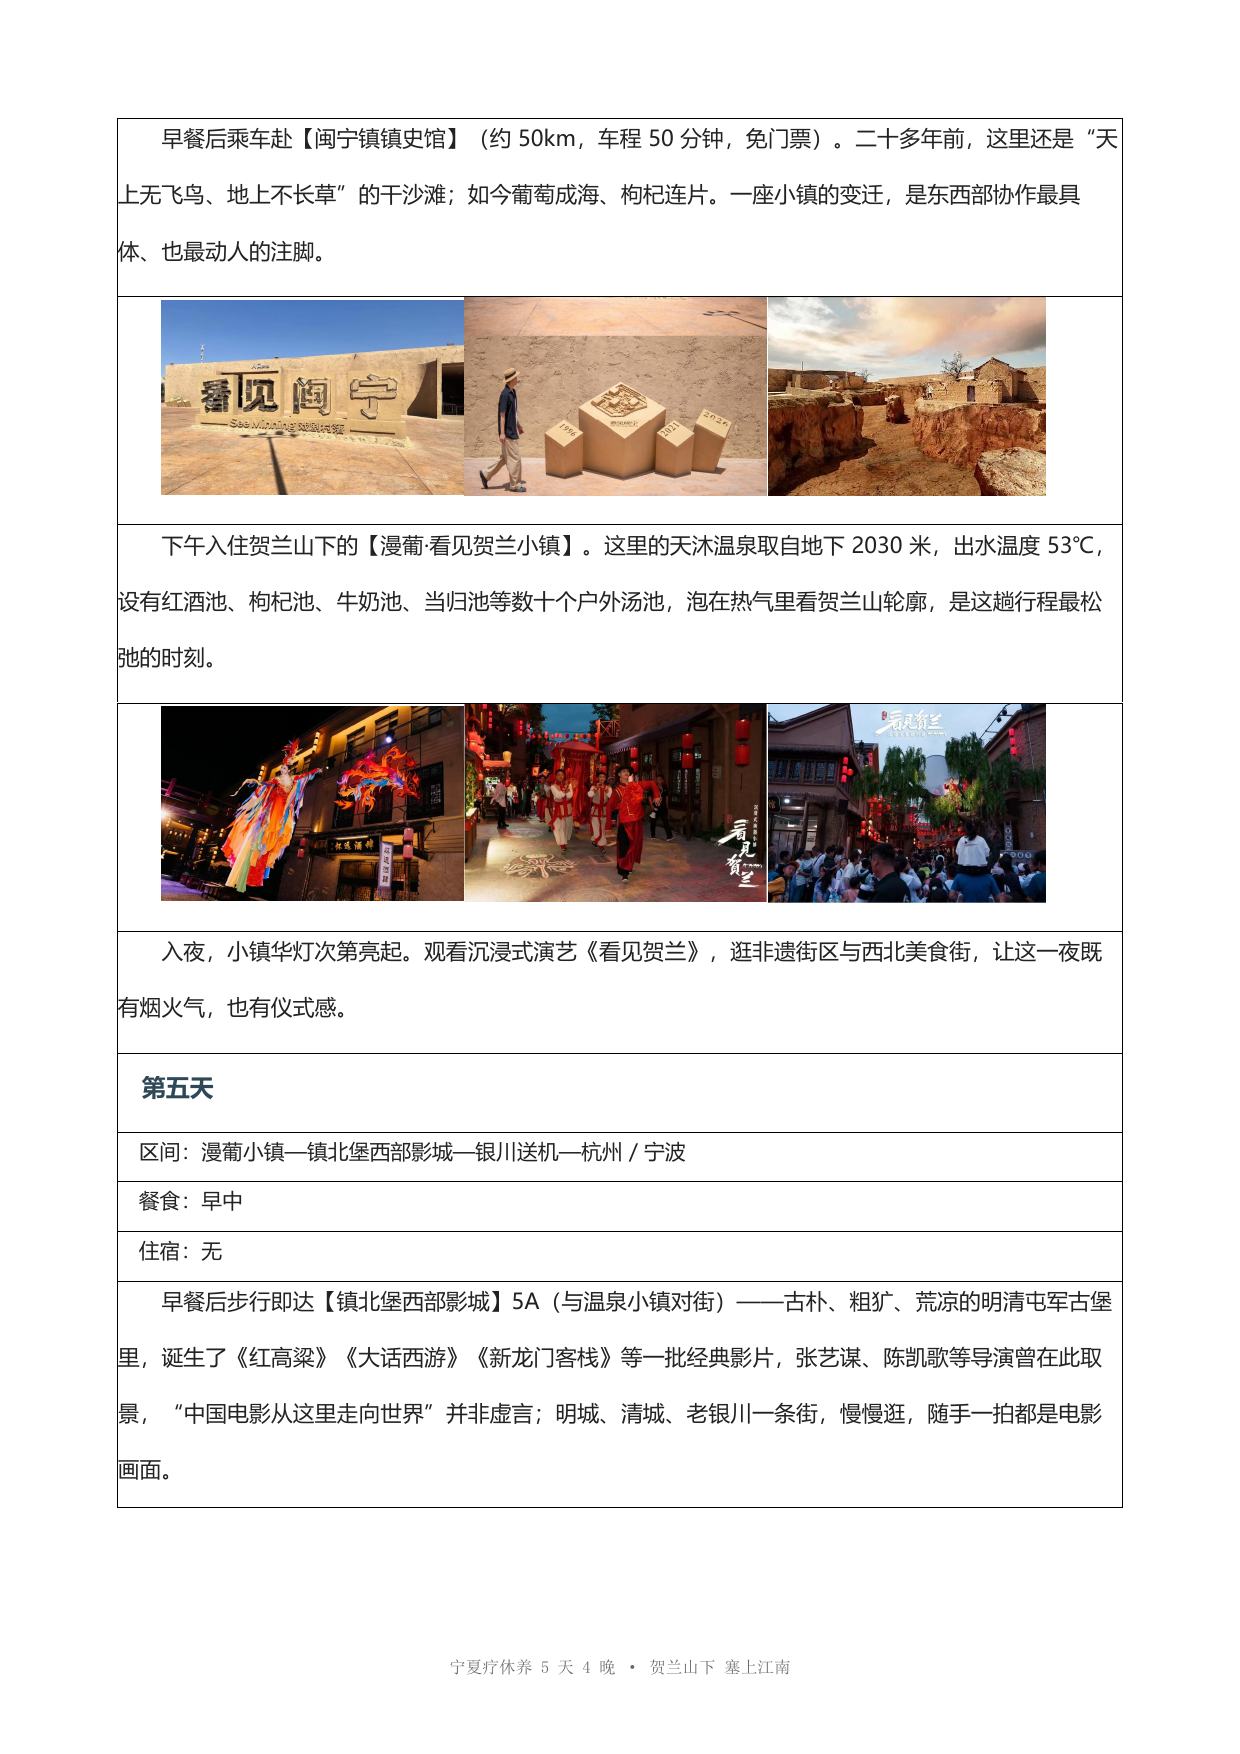 早餐后乘车赴【闽宁镇镇史馆】（约 50km，车程 50 分钟，免门票）。二十多年前，这里还是“天
上无飞鸟、地上不长草”的干沙滩；如今葡萄成海、枸杞连片。一座小镇的变迁，是东西部协作最具
体、也最动人的注脚。
看见闽宁
See Minning
1996
2021
2026
下午入住贺兰山下的【漫葡·看见贺兰小镇】。这里的天沐温泉取自地下 2030 米，出水温度 53℃，
设有红酒池、枸杞池、牛奶池、当归池等数十个户外汤池，泡在热气里看贺兰山轮廓，是这趟行程最松
弛的时刻。
看见贺兰
看见贺兰
入夜，小镇华灯次第亮起。观看沉浸式演艺《看见贺兰》，逛非遗街区与西北美食街，让这一夜既
有烟火气，也有仪式感。
第五天
区间：漫葡小镇—镇北堡西部影城—银川送机—杭州 / 宁波
餐食：早中
住宿：无
早餐后步行即达【镇北堡西部影城】5A（与温泉小镇对街）——古朴、粗犷、荒凉的明清屯军古堡
里，诞生了《红高粱》《大话西游》《新龙门客栈》等一批经典影片，张艺谋、陈凯歌等导演曾在此取
景，“中国电影从这里走向世界”并非虚言；明城、清城、老银川一条街，慢慢逛，随手一拍都是电影
画面。
宁夏疗休养 5 天 4 晚 · 贺兰山下 塞上江南